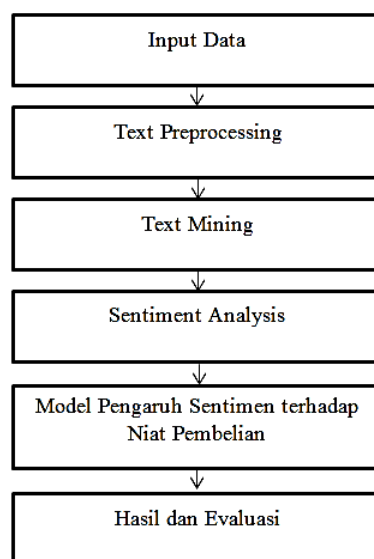 Input Data
Text Preprocessing
Text Mining
Sentiment Analysis
Model Pengaruh Sentimen terhadap
Niat Pembelian
Hasil dan Evaluasi